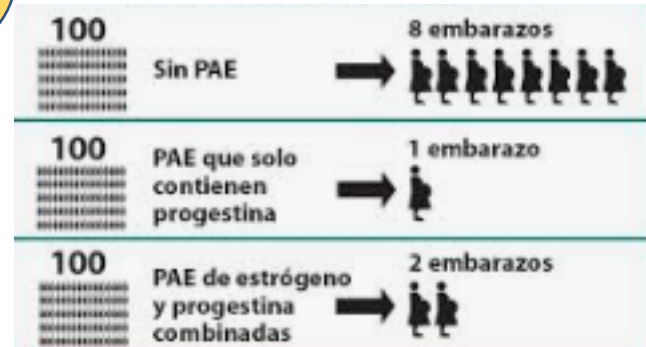 100
Sin PAE
8 embarazos
100
PAE que solo
contienen
progestina
1 embarazo
100
PAE de estrógeno
y progestina
combinadas
2 embarazos